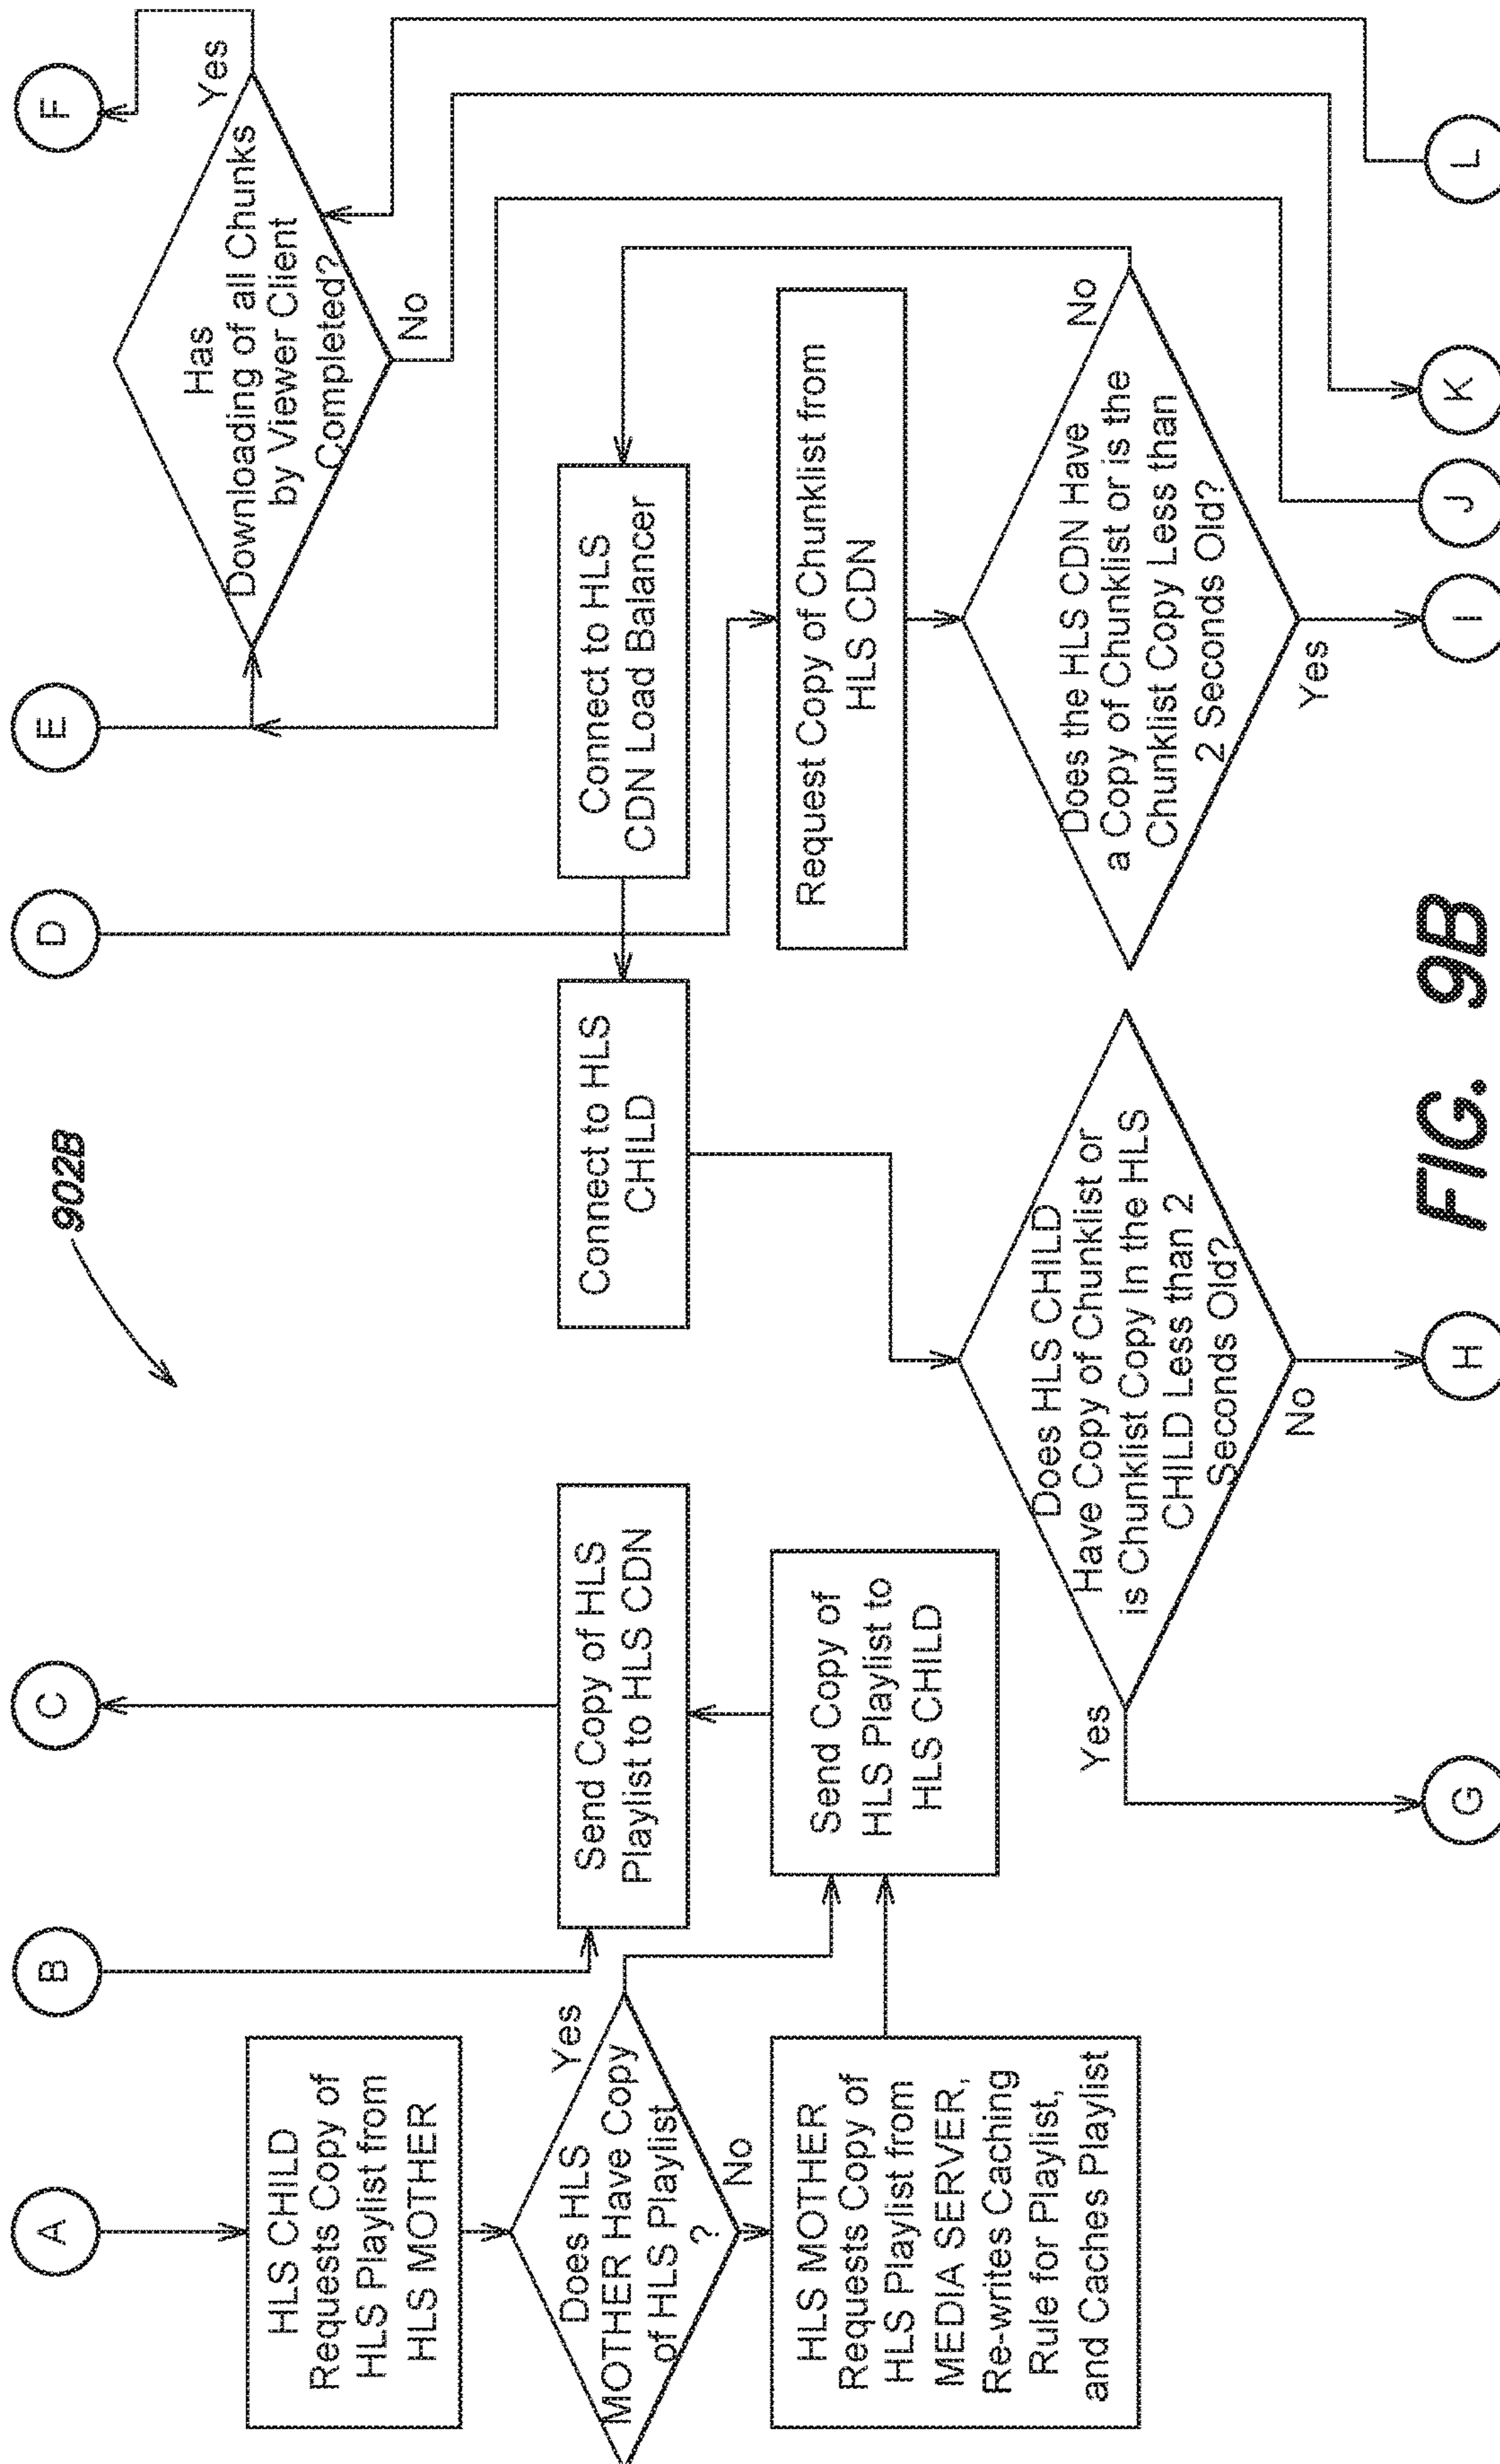 902B
A
B
C
D
E
F
HLS CHILD
Requests Copy of
HLS Playlist from
HLS MOTHER
Does HLS
MOTHER Have Copy
of HLS Playlist
?
Yes
No
HLS MOTHER
Requests Copy of
HLS Playlist from
MEDIA SERVER,
Re-writes Caching
Rule for Playlist,
and Caches Playlist
Send Copy of HLS
Playlist to HLS CDN
Send Copy of
HLS Playlist to
HLS CHILD
Connect to HLS
CHILD
Does HLS CHILD
Have Copy of Chunklist or
is Chunklist Copy In the HLS
CHILD Less than 2
Seconds Old?
Yes
No
Connect to HLS
CDN Load Balancer
Request Copy of Chunklist from
HLS CDN
Does the HLS CDN Have
a Copy of Chunklist or is the
Chunklist Copy Less than
2 Seconds Old?
No
Yes
Has
Downloading of all Chunks
by Viewer Client
Completed?
Yes
No
G
H
I
J
K
L
FIG. 9B